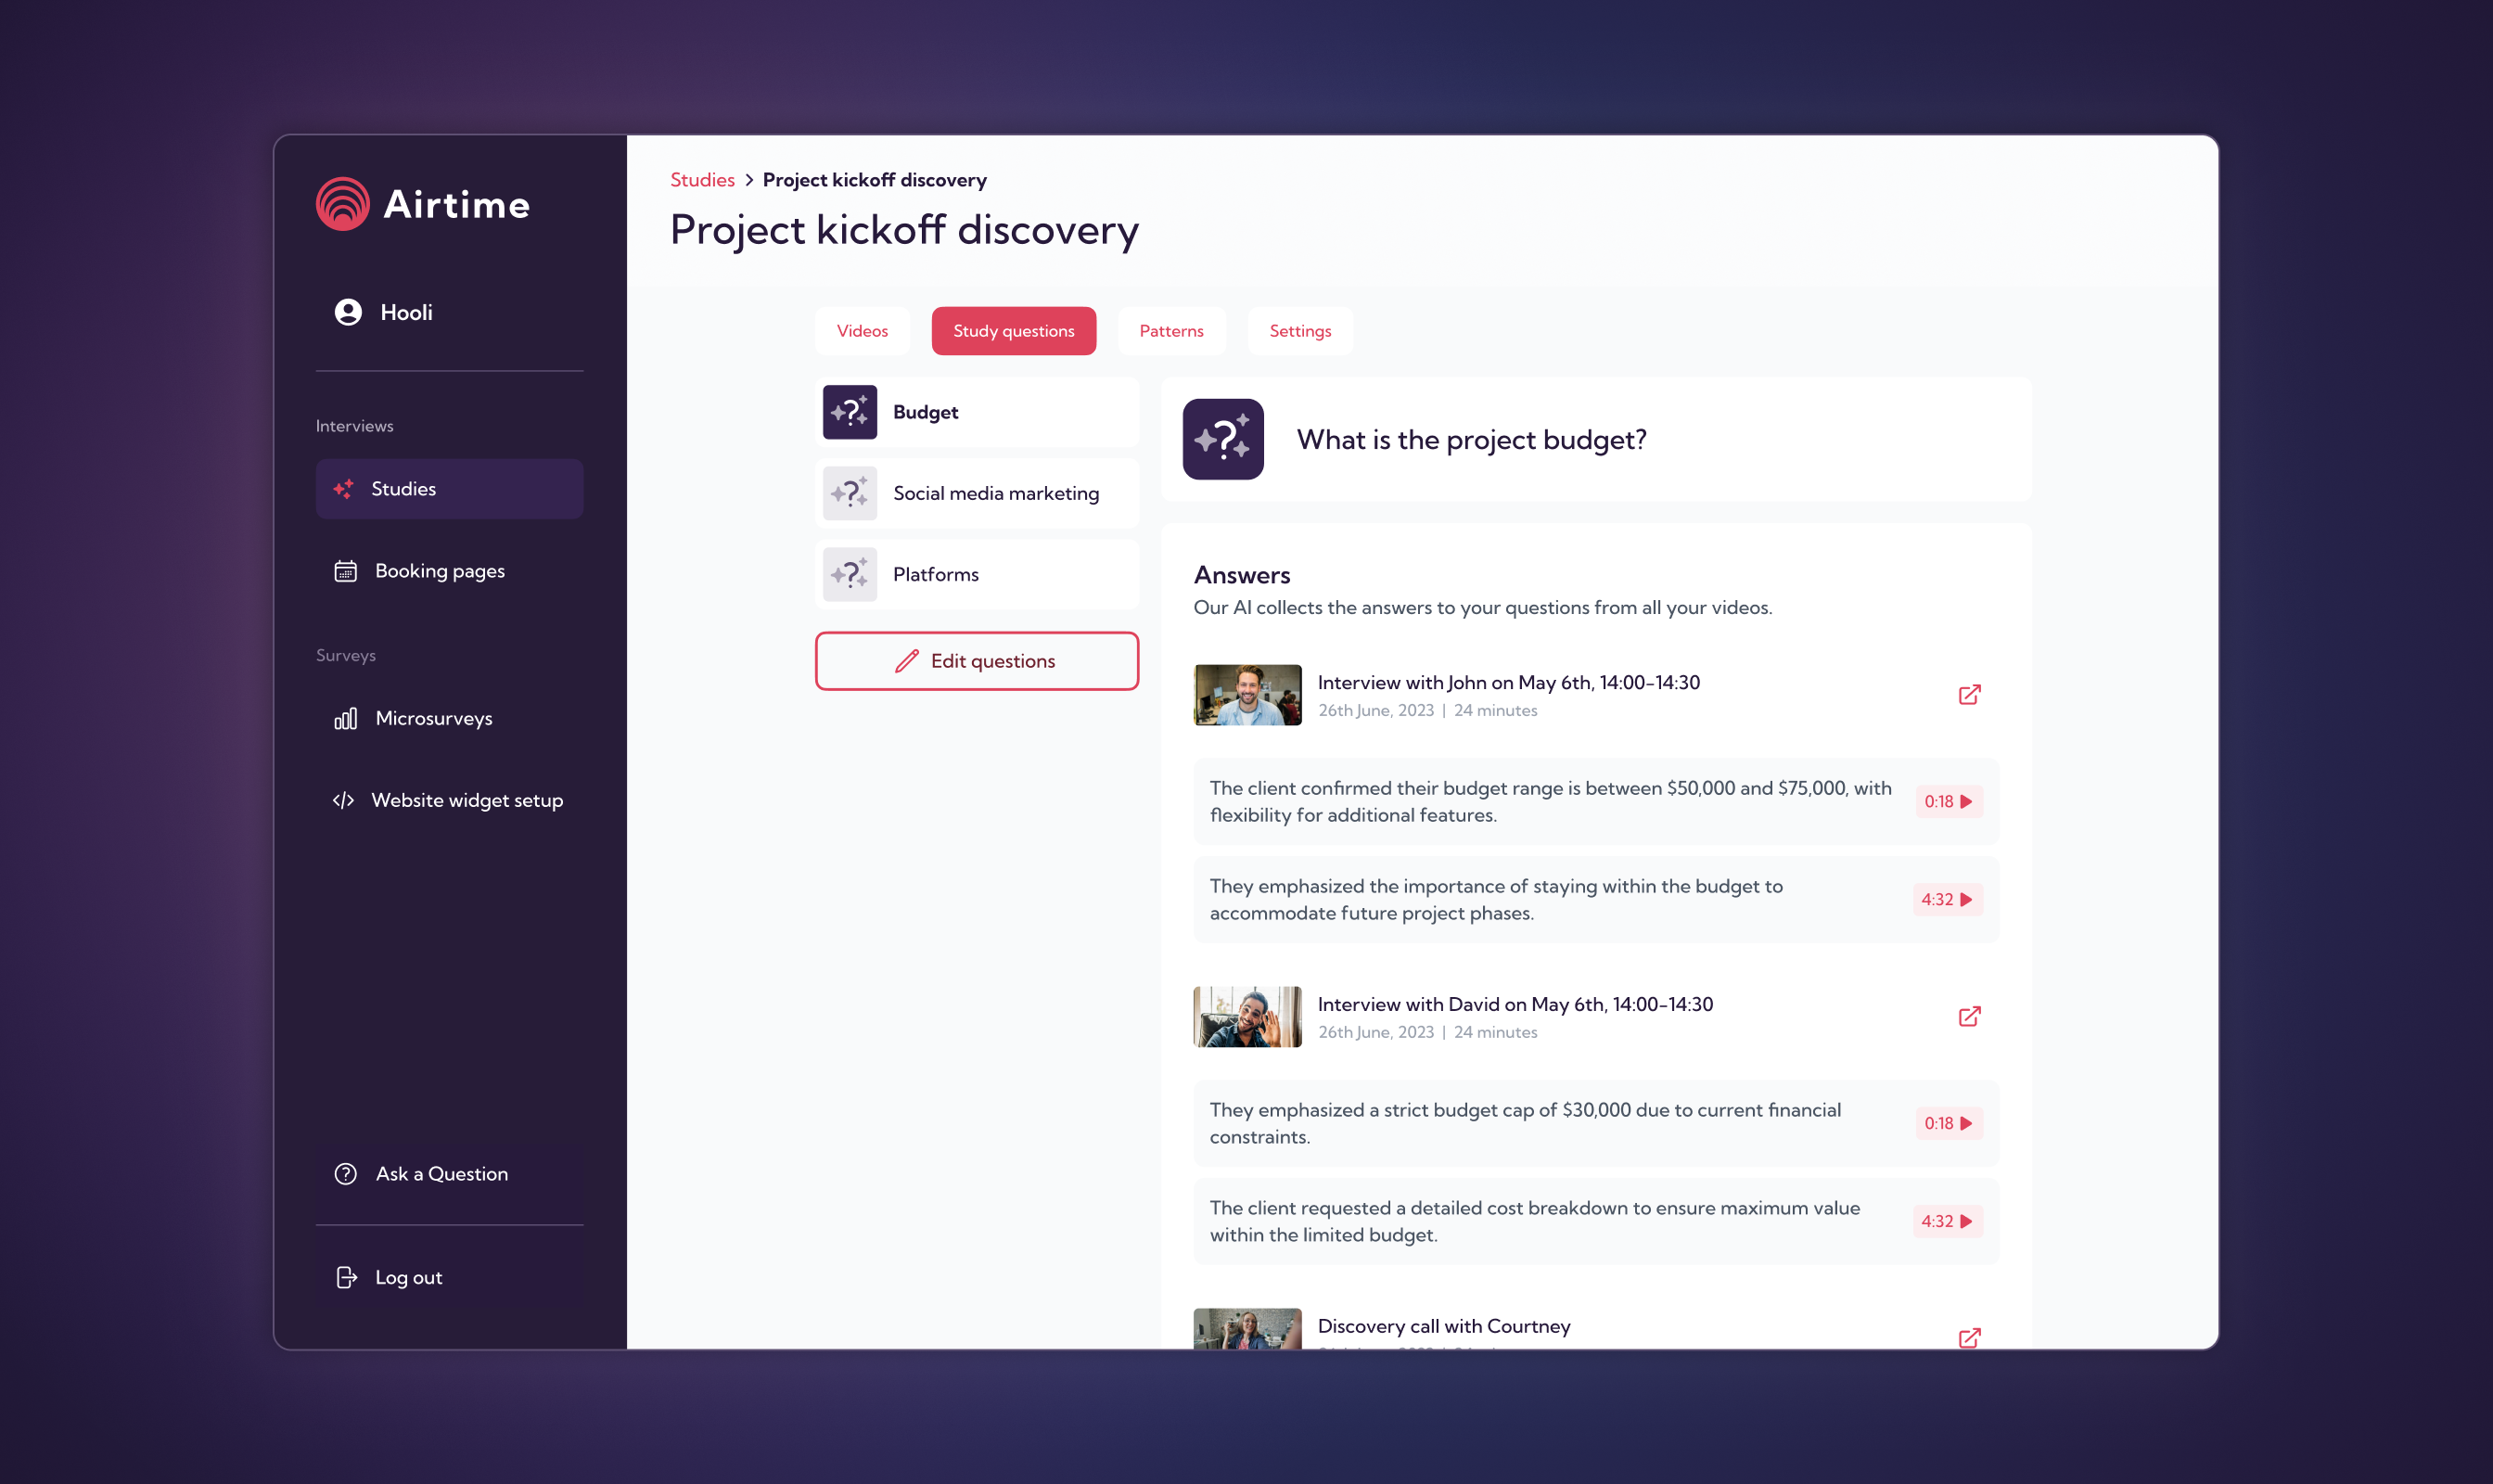 Airtime
Hooli
Interviews
Studies
Booking pages
Surveys
Microsurveys
Website widget setup
Ask a Question
Log out
Studies > Project kickoff discovery
Project kickoff discovery
Videos
Study questions
Patterns
Settings
Budget
Social media marketing
Platforms
Edit questions
What is the project budget?
Answers
Our AI collects the answers to your questions from all your videos.
Interview with John on May 6th, 14:00-14:30
26th June, 2023 | 24 minutes
The client confirmed their budget range is between $50,000 and $75,000, with
flexibility for additional features.
0:18
They emphasized the importance of staying within the budget to
accommodate future project phases.
4:32
Interview with David on May 6th, 14:00-14:30
26th June, 2023 | 24 minutes
They emphasized a strict budget cap of $30,000 due to current financial
constraints.
0:18
The client requested a detailed cost breakdown to ensure maximum value
within the limited budget.
4:32
Discovery call with Courtney